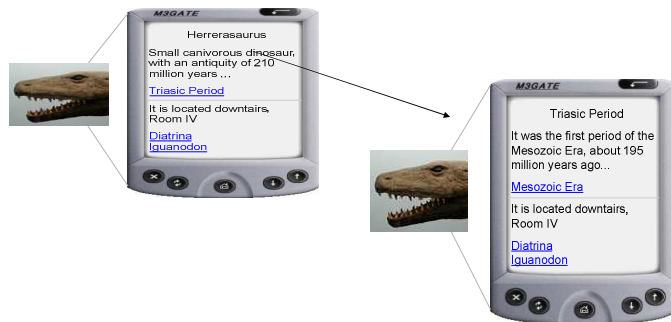 M3GATE
Herrerasaurus
Small canivorous dinosaur,
with an antiquity of 210
million years ...
Triasic Period
It is located downtairs,
Room IV
Diatrina
Iguanodon
M3GATE
Triasic Period
It was the first period of the
Mesozoic Era, about 195
million years ago...
Mesozoic Era
It is located downtairs,
Room IV
Diatrina
Iguanodon